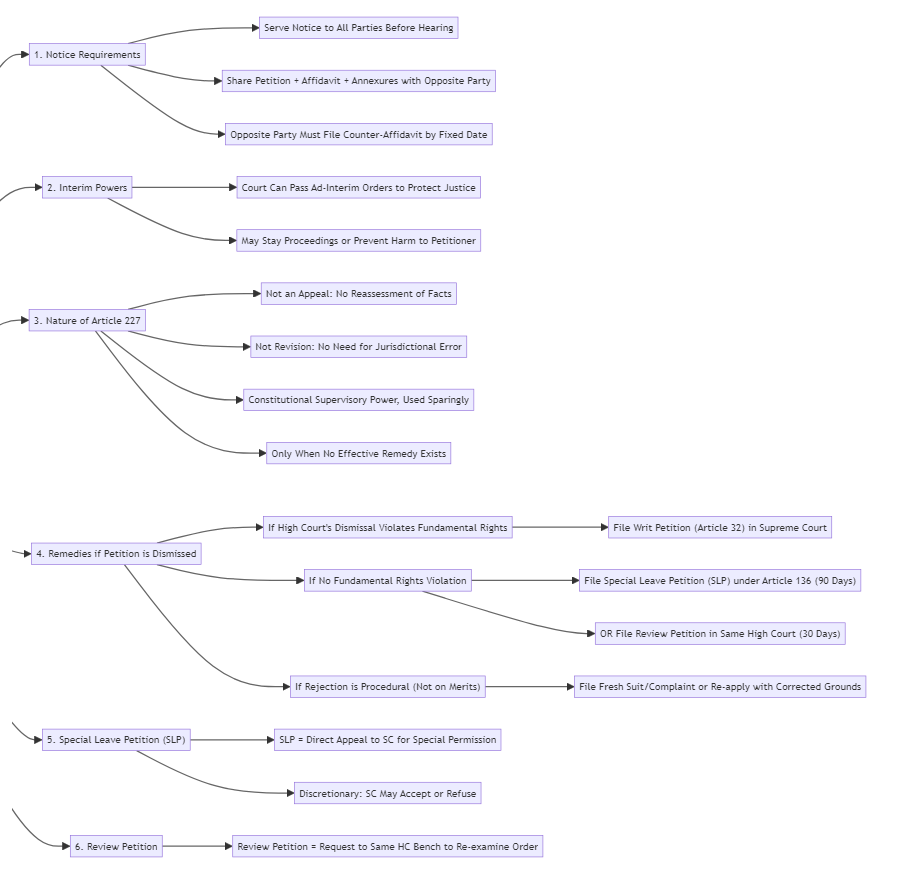 1. Notice Requirements
Serve Notice to All Parties Before Hearing
Share Petition + Affidavit + Annexures with Opposite Party
Opposite Party Must File Counter-Affidavit by Fixed Date
2. Interim Powers
Court Can Pass Ad-Interim Orders to Protect Justice
May Stay Proceedings or Prevent Harm to Petitioner
3. Nature of Article 227
Not an Appeal: No Reassessment of Facts
Not Revision: No Need for Jurisdictional Error
Constitutional Supervisory Power, Used Sparingly
Only When No Effective Remedy Exists
4. Remedies if Petition is Dismissed
If High Court's Dismissal Violates Fundamental Rights
File Writ Petition (Article 32) in Supreme Court
If No Fundamental Rights Violation
File Special Leave Petition (SLP) under Article 136 (90 Days)
OR File Review Petition in Same High Court (30 Days)
If Rejection is Procedural (Not on Merits)
File Fresh Suit/Complaint or Re-apply with Corrected Grounds
5. Special Leave Petition (SLP)
SLP = Direct Appeal to SC for Special Permission
Discretionary: SC May Accept or Refuse
6. Review Petition
Review Petition = Request to Same HC Bench to Re-examine Order